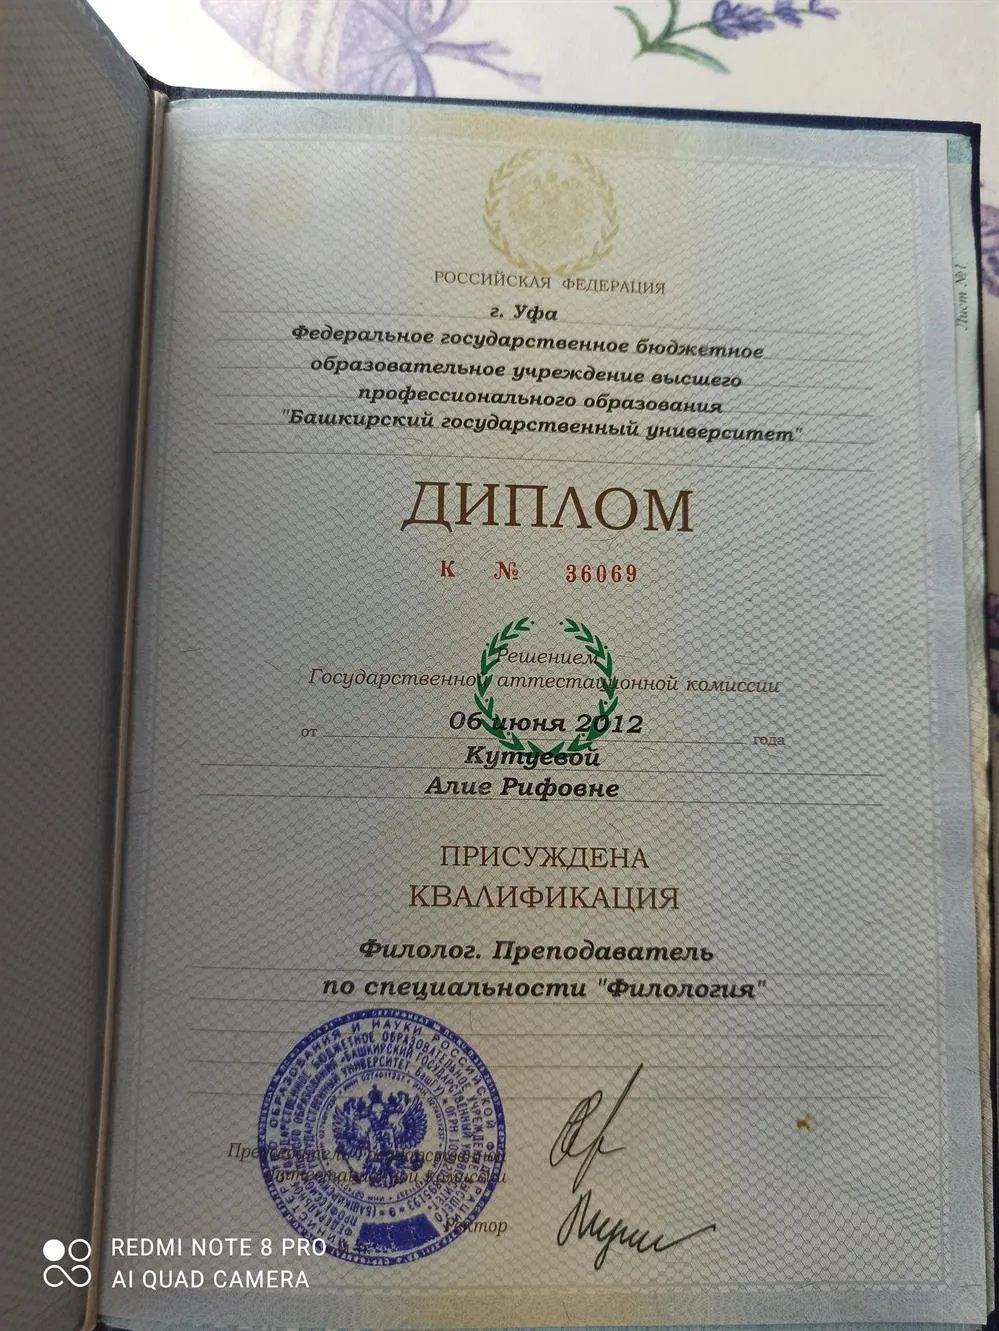 РОССИЙСКАЯ ФЕДЕРАЦИЯ
г. Уфа
Федеральное государственное бюджетное
образовательное учреждение высшего
профессионального образования
"Башкирский государственный университет"
ДИПЛОМ
К № 36069
Решением
Государственной аттестационной комиссии
от 06 июня 2012 года
Кутуевой
Алие Рифовне
ПРИСУЖДЕНА
КВАЛИФИКАЦИЯ
Филолог. Преподаватель
по специальности "Филология"
Председатель Государственной
аттестационной комиссии
Ректор
Лист №1
REDMI NOTE 8 PRO
AI QUAD CAMERA